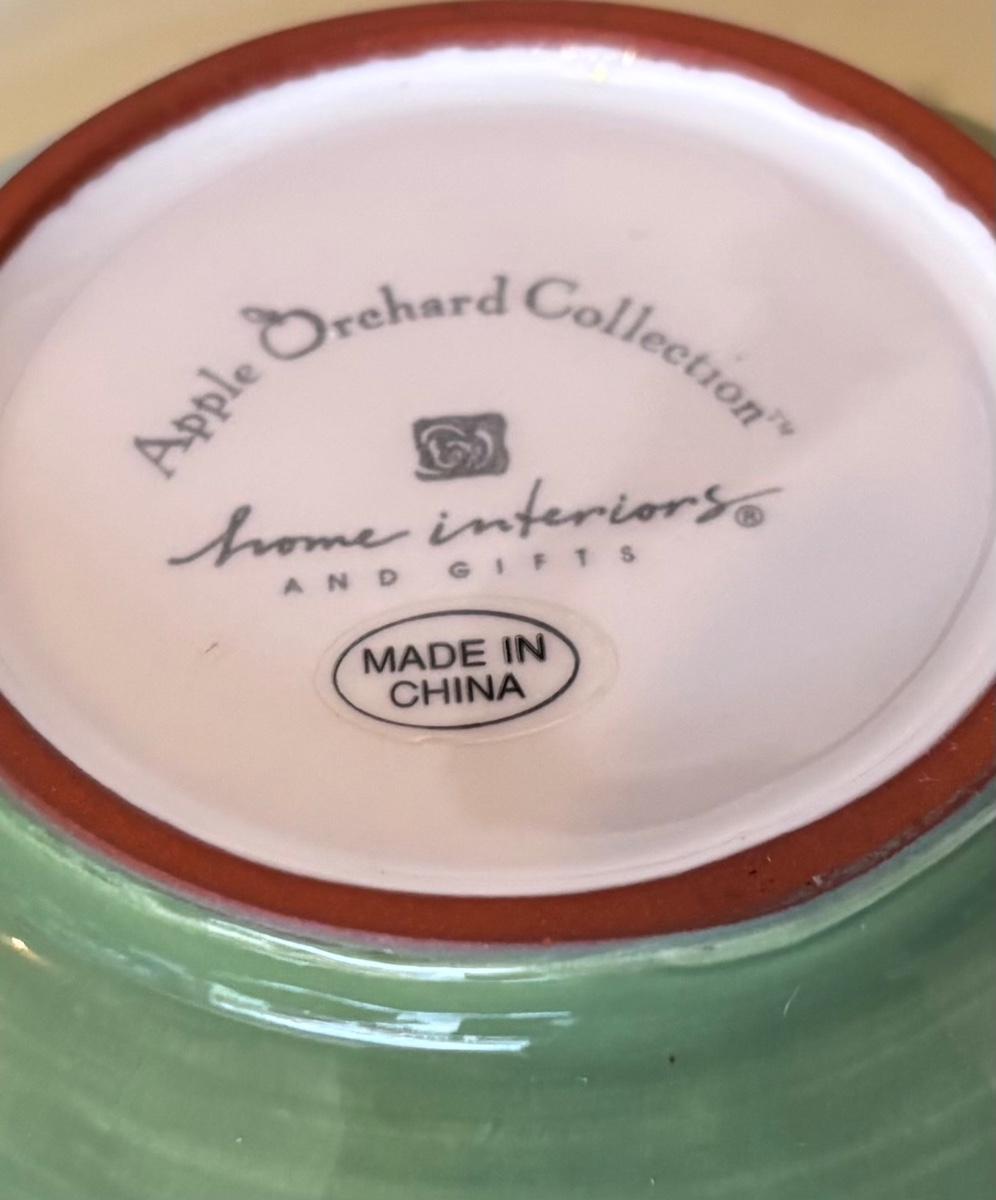 Apple Orchard Collection™
home interiors®
AND GIFTS
MADE IN
CHINA